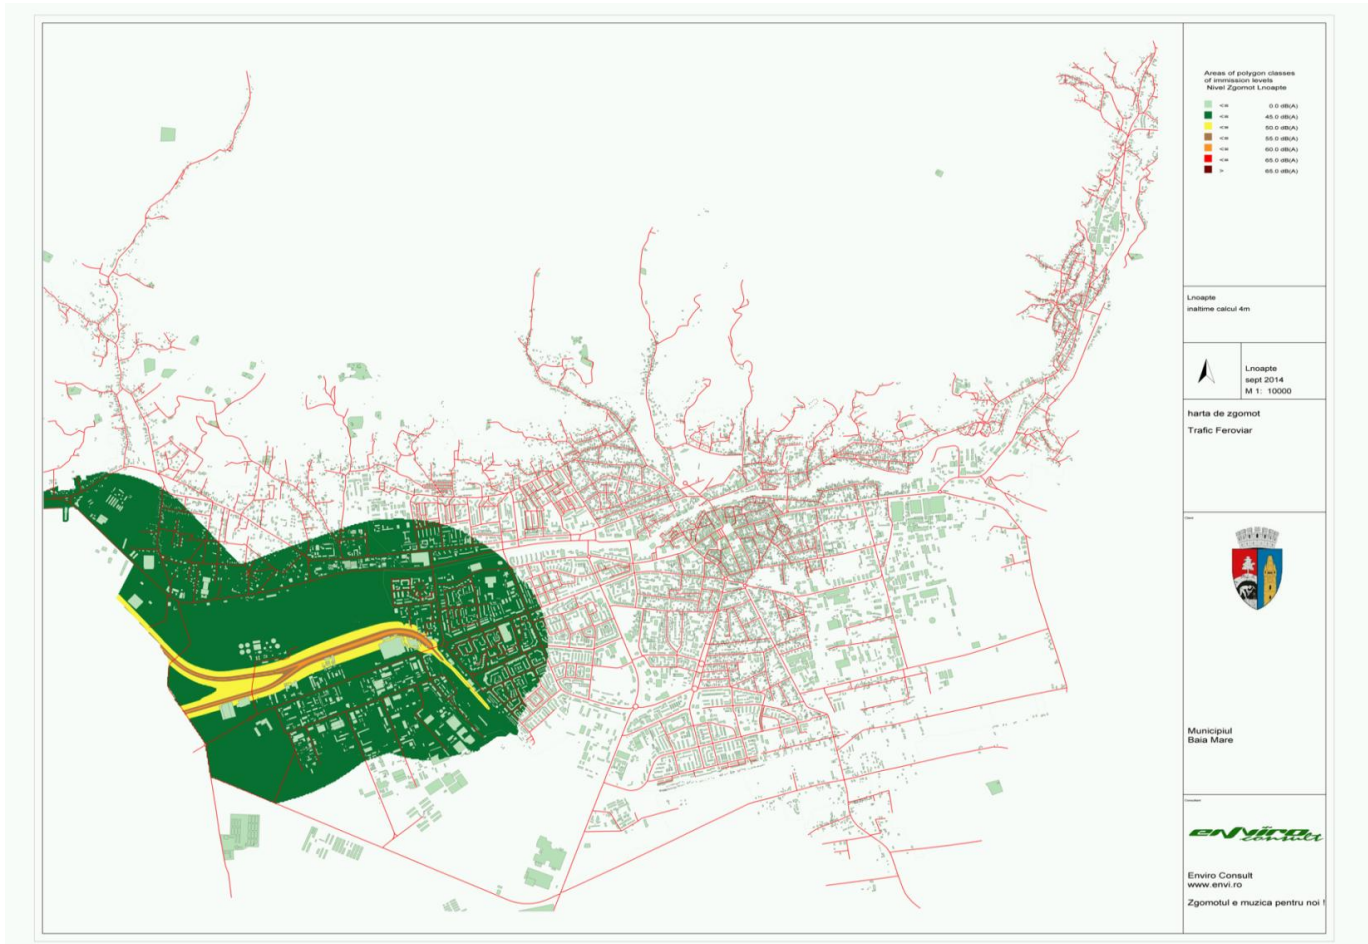 Areas of polygon classes
of immission levels
Nivel Zgomot Lnoapte
<= 0.0 dB(A)
<= 45.0 dB(A)
<= 50.0 dB(A)
<= 55.0 dB(A)
<= 60.0 dB(A)
<= 65.0 dB(A)
> 65.0 dB(A)
Lnoapte
inaltime calcul 4m
Lnoapte
sept 2014
M 1: 10000
harta de zgomot
Trafic Feroviar
Municipiul
Baia Mare
enviro
consult
Enviro Consult
www.envi.ro
Zgomotul e muzica pentru noi !